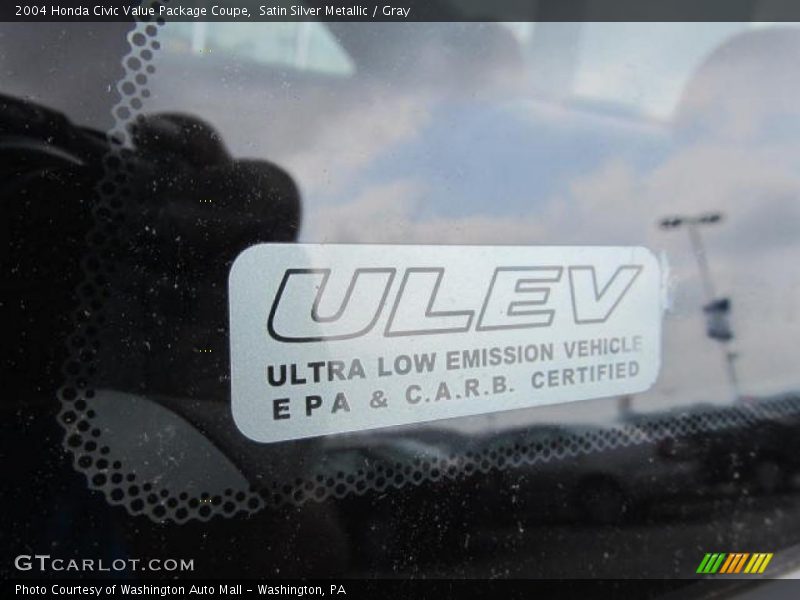 2004 Honda Civic Value Package Coupe, Satin Silver Metallic / Gray
ULEV
ULTRA LOW EMISSION VEHICLE
EPA & C.A.R.B. CERTIFIED
GTCARLOT.COM
Photo Courtesy of Washington Auto Mall - Washington, PA